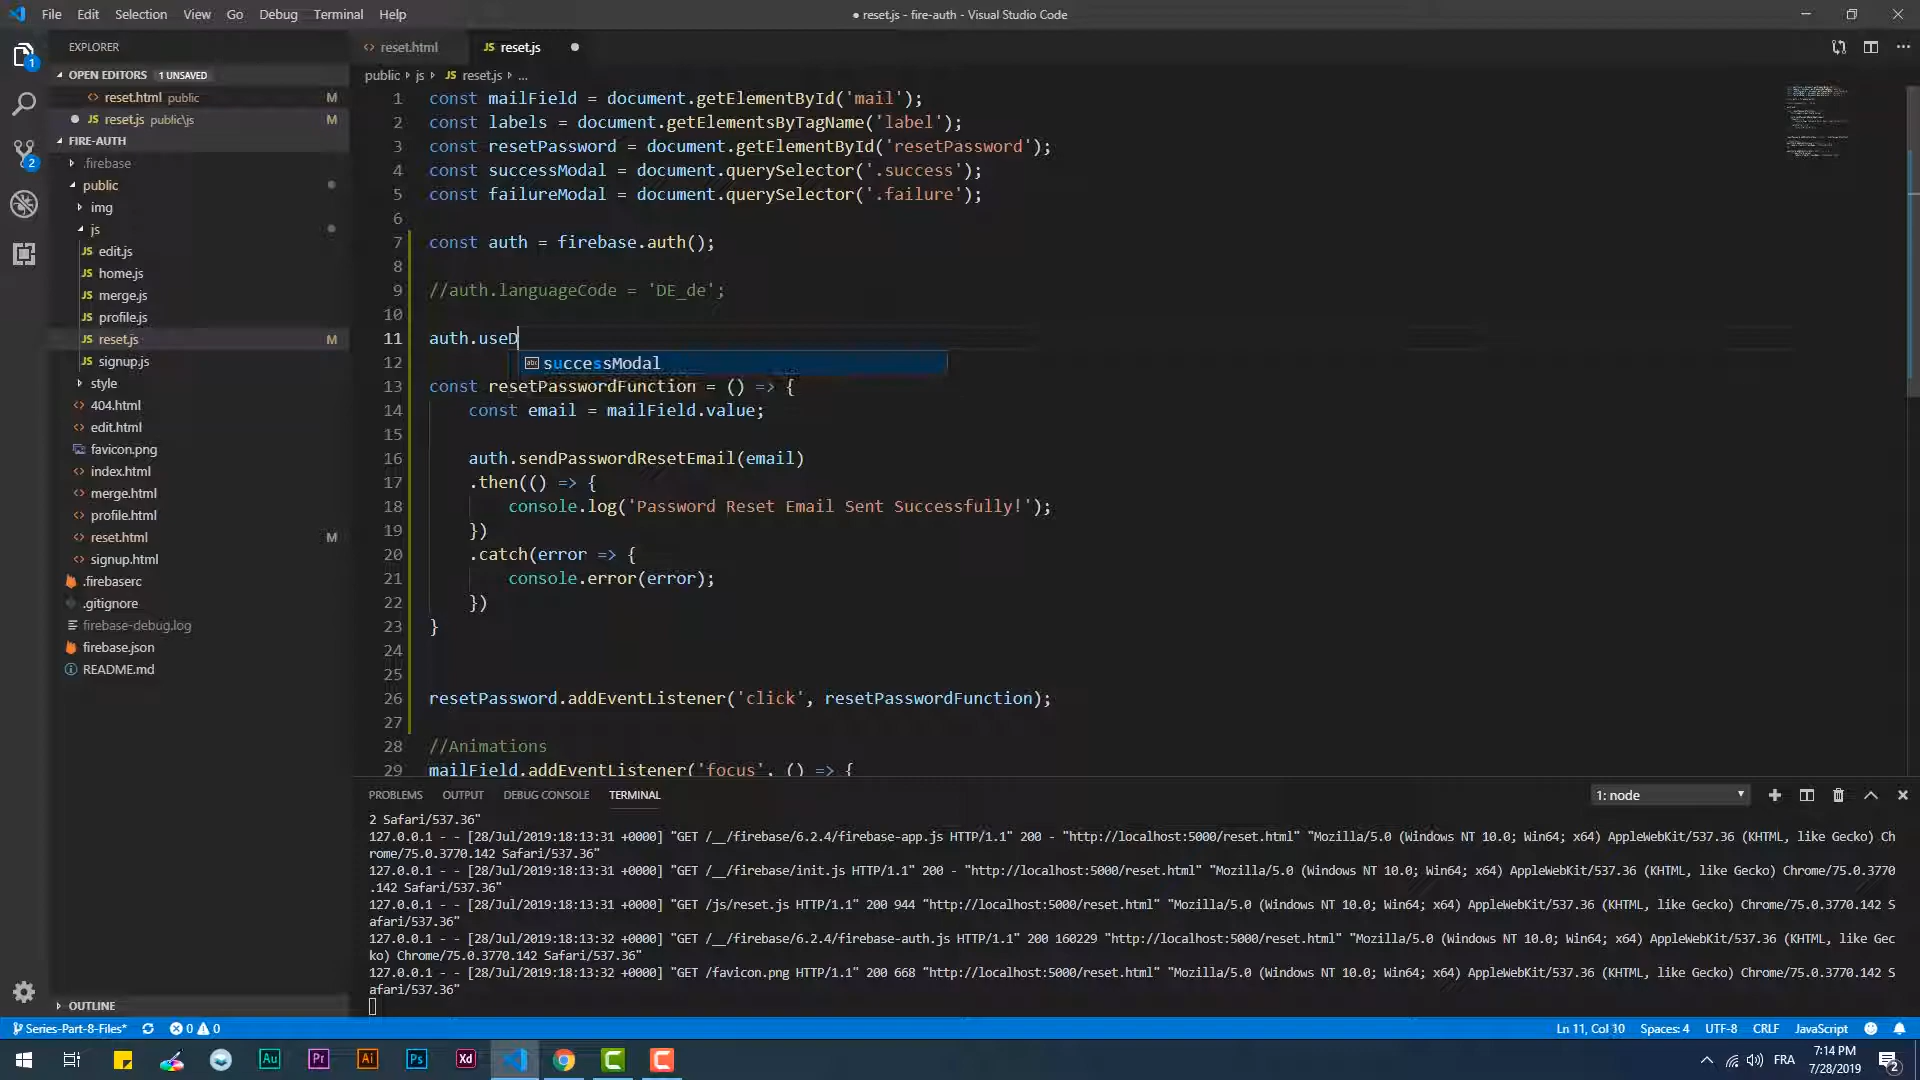 File Edit Selection View Go Debug Terminal Help
● reset.js - fire-auth - Visual Studio Code
EXPLORER
OPEN EDITORS 1 UNSAVED
reset.html public M
JS reset.js public\js M
FIRE-AUTH
.firebase
public
img
js
JS edit.js
JS home.js
JS merge.js
JS profile.js
JS reset.js M
JS signup.js
style
404.html
edit.html
favicon.png
index.html
merge.html
profile.html
reset.html M
signup.html
.firebaserc
.gitignore
firebase-debug.log
firebase.json
README.md
OUTLINE
1
2
2
reset.html
JS reset.js
public js JS reset.js ...
1 const mailField = document.getElementById('mail');
2 const labels = document.getElementsByTagName('label');
3 const resetPassword = document.getElementById('resetPassword');
4 const successModal = document.querySelector('.success');
5 const failureModal = document.querySelector('.failure');
6
7 const auth = firebase.auth();
8
9 //auth.languageCode = 'DE_de';
10
11 auth.useD
12 abc successModal
13 const resetPasswordFunction = () => {
14 const email = mailField.value;
15
16 auth.sendPasswordResetEmail(email)
17 .then(() => {
18 console.log('Password Reset Email Sent Successfully!');
19 })
20 .catch(error => {
21 console.error(error);
22 })
23 }
24
25
26 resetPassword.addEventListener('click', resetPasswordFunction);
27
28 //Animations
29 mailField.addEventListener('focus', () => {
PROBLEMS OUTPUT DEBUG CONSOLE TERMINAL 1: node
2 Safari/537.36"
127.0.0.1 - - [28/Jul/2019:18:13:31 +0000] "GET /__/firebase/6.2.4/firebase-app.js HTTP/1.1" 200 - "http://localhost:5000/reset.html" "Mozilla/5.0 (Windows NT 10.0; Win64; x64) AppleWebKit/537.36 (KHTML, like Gecko) Ch
rome/75.0.3770.142 Safari/537.36"
127.0.0.1 - - [28/Jul/2019:18:13:31 +0000] "GET /__/firebase/init.js HTTP/1.1" 200 - "http://localhost:5000/reset.html" "Mozilla/5.0 (Windows NT 10.0; Win64; x64) AppleWebKit/537.36 (KHTML, like Gecko) Chrome/75.0.3770
.142 Safari/537.36"
127.0.0.1 - - [28/Jul/2019:18:13:31 +0000] "GET /js/reset.js HTTP/1.1" 200 944 "http://localhost:5000/reset.html" "Mozilla/5.0 (Windows NT 10.0; Win64; x64) AppleWebKit/537.36 (KHTML, like Gecko) Chrome/75.0.3770.142 S
afari/537.36"
127.0.0.1 - - [28/Jul/2019:18:13:32 +0000] "GET /__/firebase/6.2.4/firebase-auth.js HTTP/1.1" 200 160229 "http://localhost:5000/reset.html" "Mozilla/5.0 (Windows NT 10.0; Win64; x64) AppleWebKit/537.36 (KHTML, like Gec
ko) Chrome/75.0.3770.142 Safari/537.36"
127.0.0.1 - - [28/Jul/2019:18:13:32 +0000] "GET /favicon.png HTTP/1.1" 200 668 "http://localhost:5000/reset.html" "Mozilla/5.0 (Windows NT 10.0; Win64; x64) AppleWebKit/537.36 (KHTML, like Gecko) Chrome/75.0.3770.142 S
afari/537.36"
Series-Part-8-Files* 0 0 Ln 11, Col 10 Spaces: 4 UTF-8 CRLF JavaScript
Au Pr Ai Ps Xd FRA 7:14 PM
7/28/2019 2